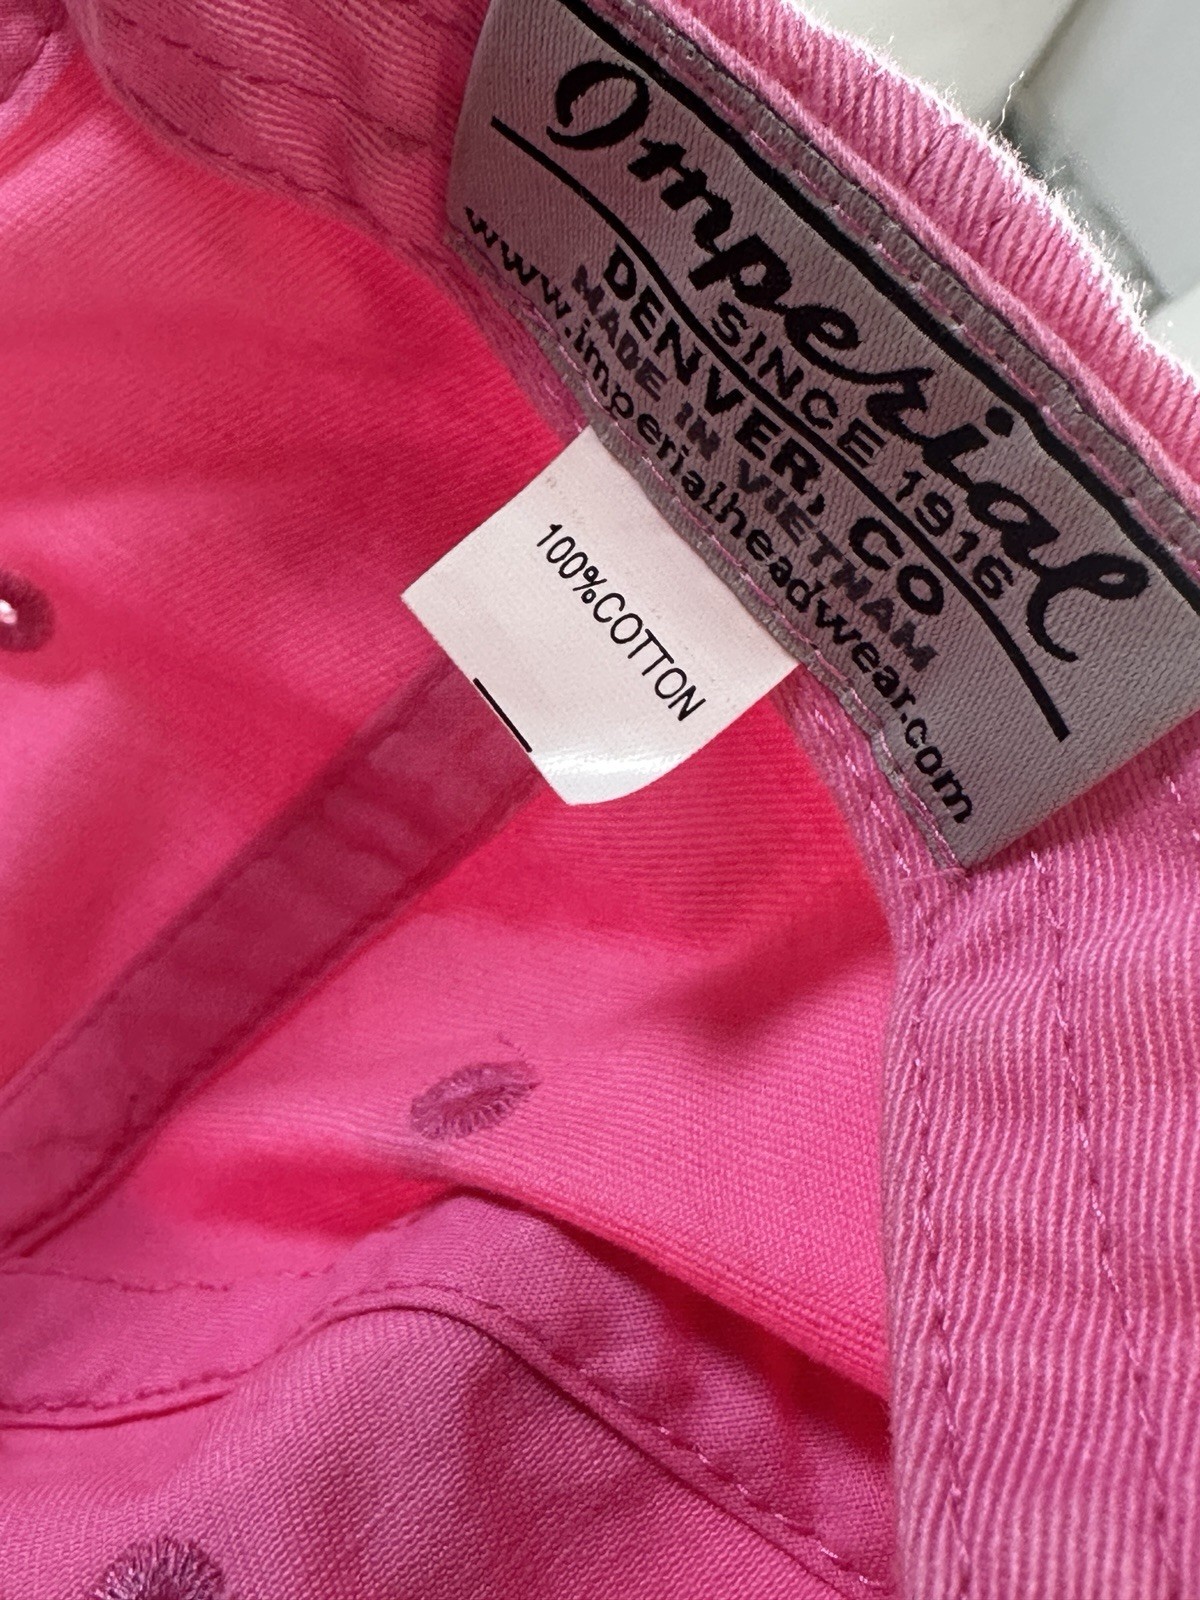 Imperial
SINCE 1916
DENVER, CO
MADE IN VIETNAM
www.imperialheadwear.com
100%COTTON